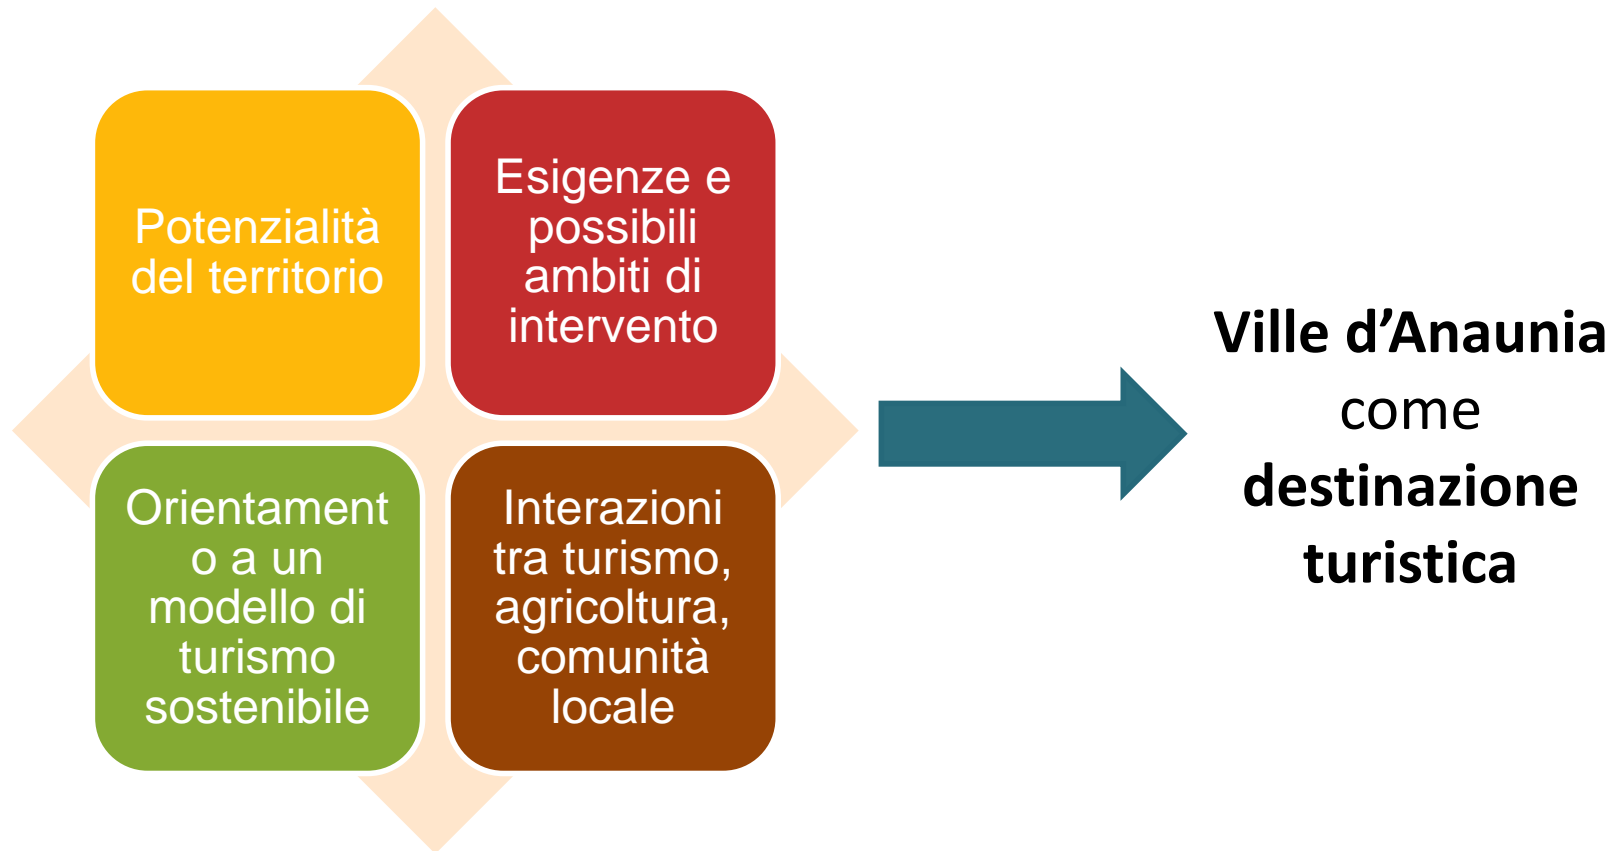 Potenzialità
del territorio
Esigenze e
possibili
ambiti di
intervento
Orientament
o a un
modello di
turismo
sostenibile
Interazioni
tra turismo,
agricoltura,
comunità
locale
Ville d’Anaunia
come
destinazione
turistica